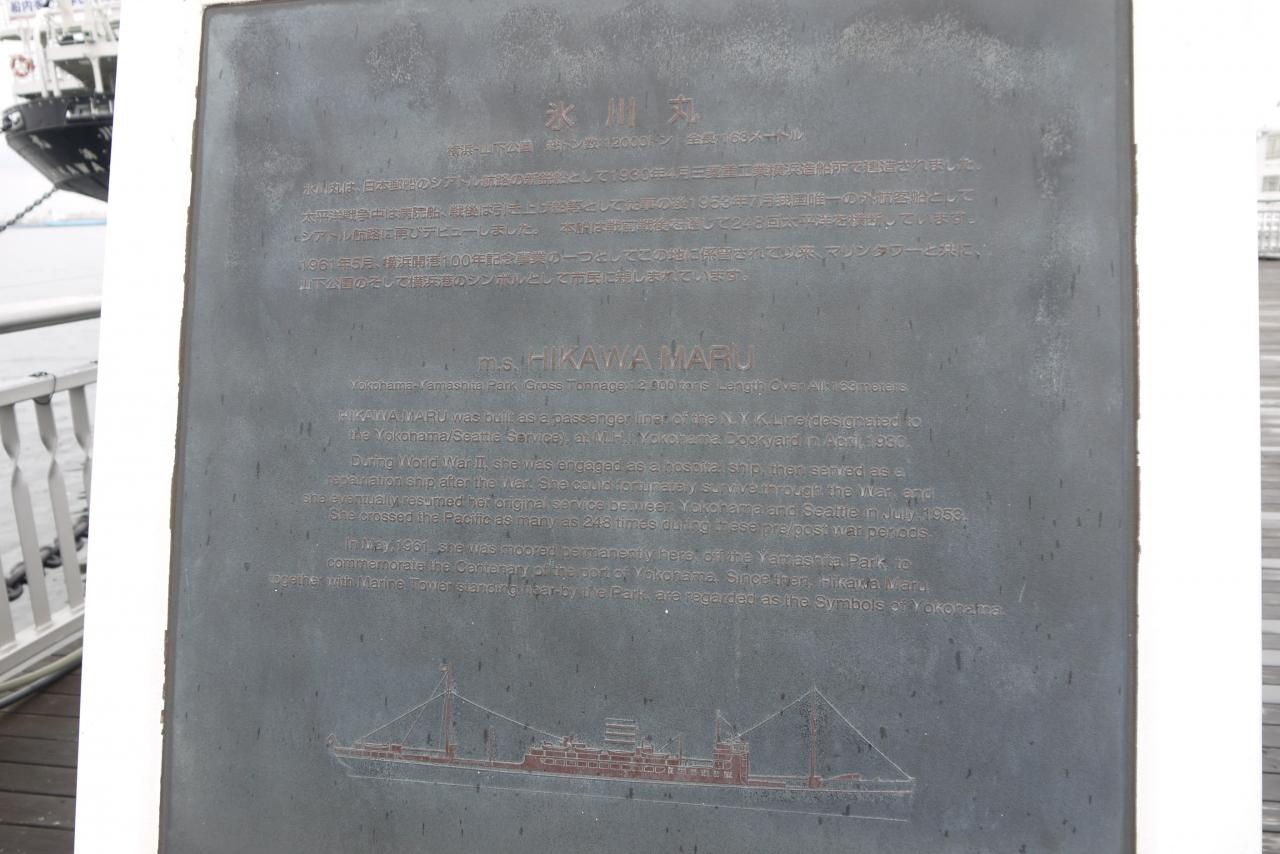 氷川丸
横浜・山下公園 総トン数:12000トン 全長:163メートル
氷川丸は、日本郵船のシアトル航路の新鋭船として1930年4月三菱重工業横浜造船所で建造されました。
太平洋戦争中は病院船、戦後は引き上げ船等として従事の後1953年7月我国唯一の外航客船として
シアトル航路に再びデビューしました。 本船は戦前戦後を通して248回太平洋を横断しています。
1961年5月、横浜開港100年記念事業の一つとしてこの地に係留されて以来、マリンタワーと共に、
山下公園のそして横浜港のシンボルとして市民に親しまれています。
m.s. HIKAWA MARU
Yokohama-Yamashita Park Gross Tonnage:12,000 tons Length Over All:163 meters
HIKAWA MARU was built as a passenger liner of the N.Y.K.Line(designated to
the Yokohama/Seattle Service), at M.H.I. Yokohama Dockyard in April, 1930.
During World War II, she was engaged as a hospital ship, then served as a
repatriation ship after the War. She could fortunately survive through the War, and
she eventually resumed her original service between Yokohama and Seattle in July, 1953.
She crossed the Pacific as many as 248 times during these pre/post war periods.
In May,1961, she was moored permanently here, off the Yamashita Park, to
commemorate the Centenary of the port of Yokohama. Since then, Hikawa Maru,
together with Marine Tower standing near-by the Park, are regarded as the Symbols of Yokohama.